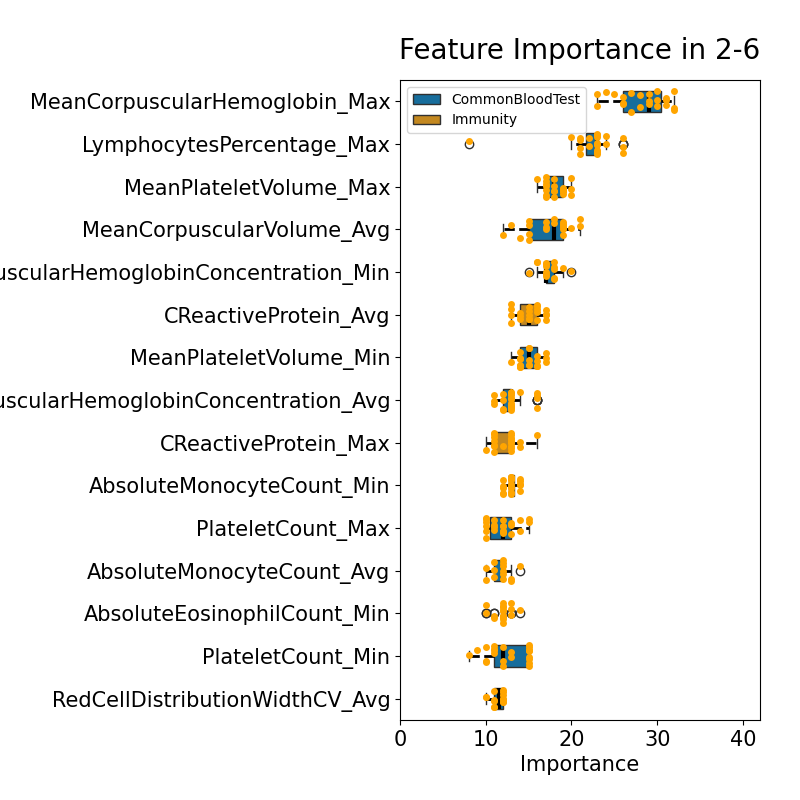 Feature Importance in 2-6
MeanCorpuscularHemoglobin_Max
LymphocytesPercentage_Max
MeanPlateletVolume_Max
MeanCorpuscularVolume_Avg
uscularHemoglobinConcentration_Min
CReactiveProtein_Avg
MeanPlateletVolume_Min
uscularHemoglobinConcentration_Avg
CReactiveProtein_Max
AbsoluteMonocyteCount_Min
PlateletCount_Max
AbsoluteMonocyteCount_Avg
AbsoluteEosinophilCount_Min
PlateletCount_Min
RedCellDistributionWidthCV_Avg
CommonBloodTest
Immunity
0 10 20 30 40
Importance